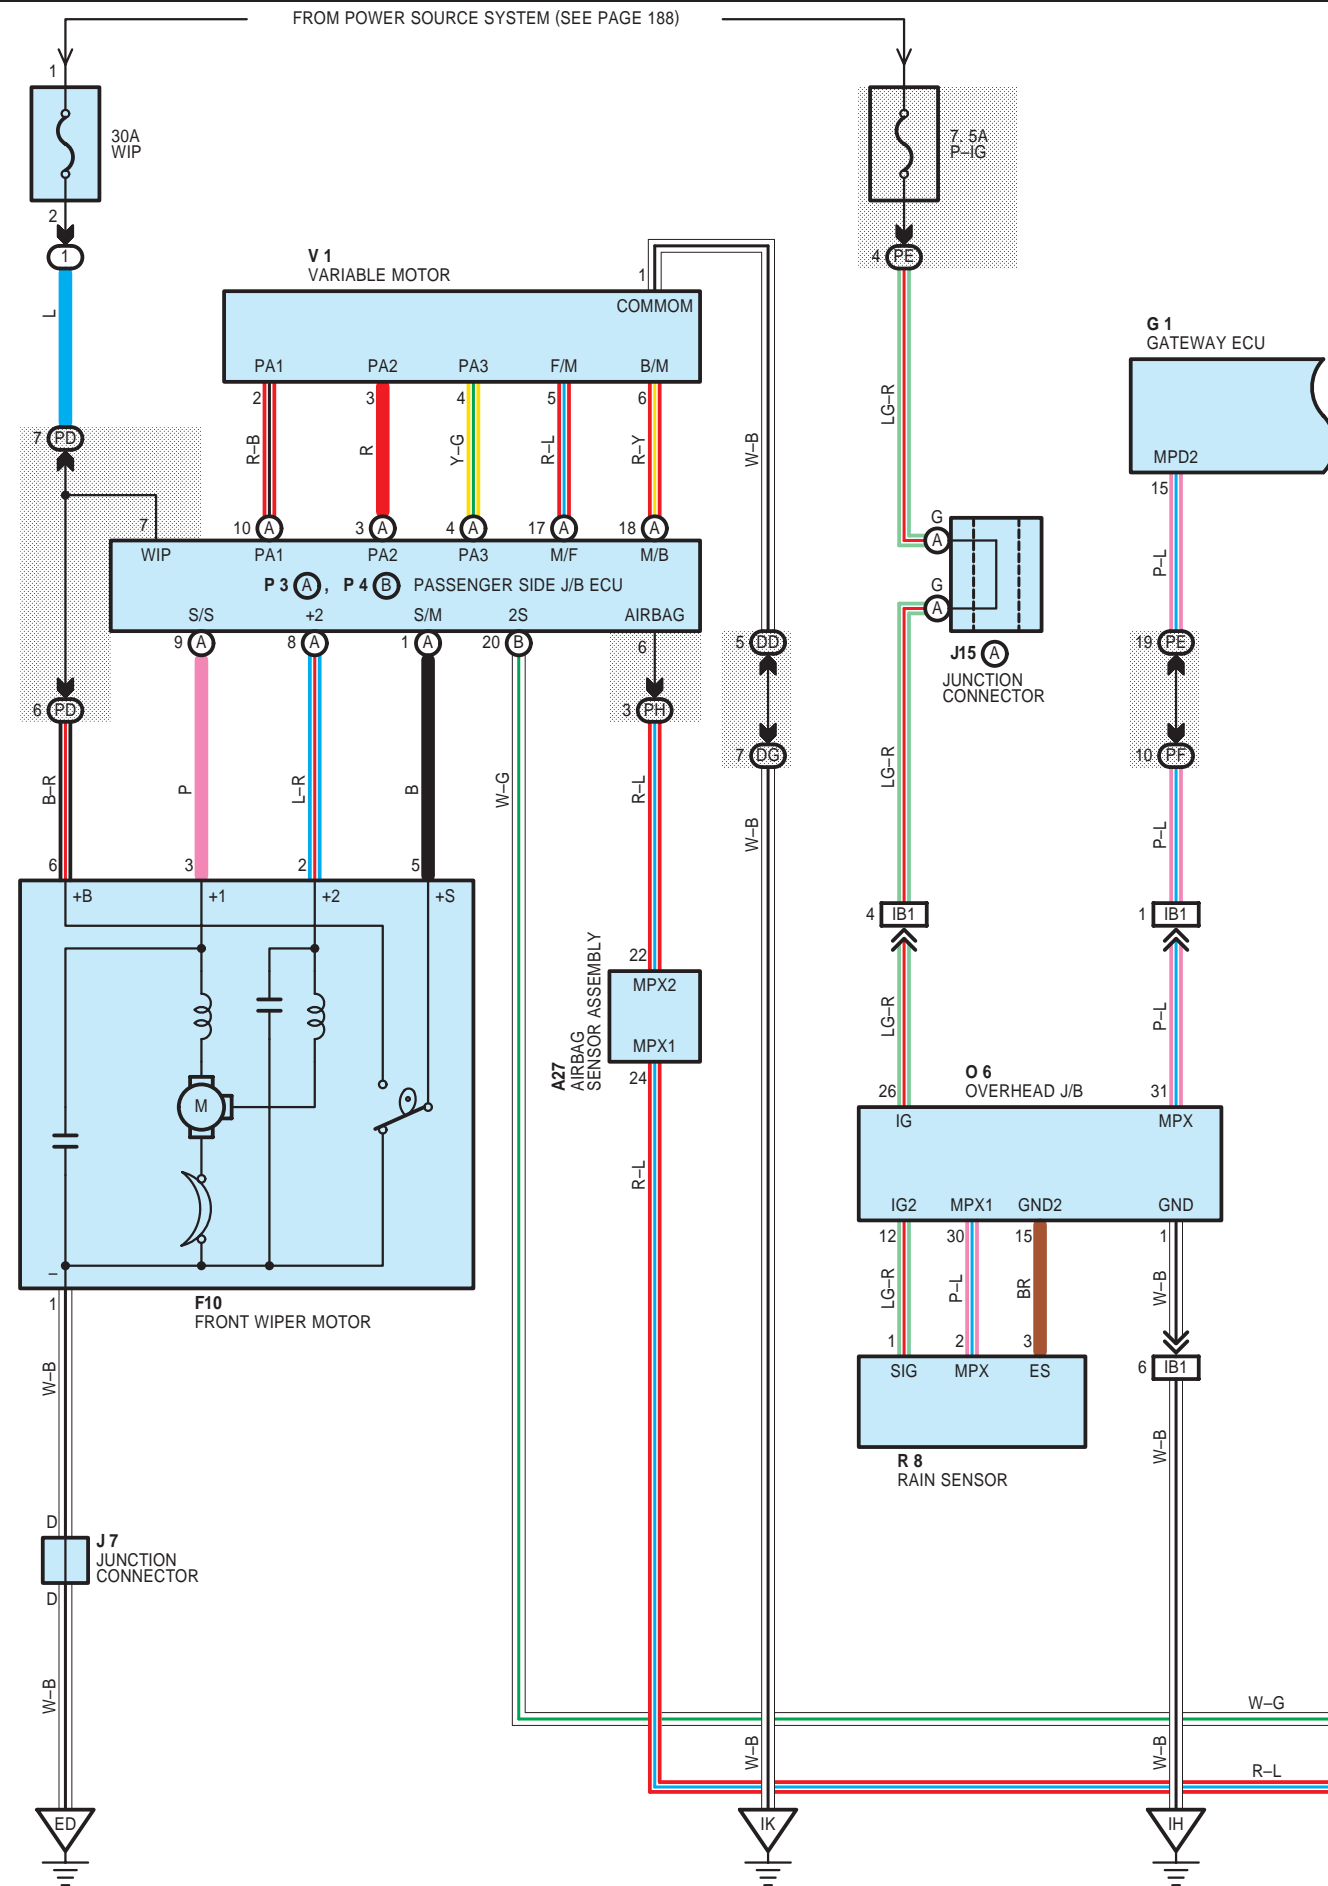 FROM POWER SOURCE SYSTEM (SEE PAGE 188)
1
30A
WIP
7. 5A
P–IG
2
1
4 PE
V 1
VARIABLE MOTOR
1
COMMOM
L
G 1
GATEWAY ECU
PA1 PA2 PA3 F/M B/M
2 3 4 5 6
LG–R
7 PD
R–B R Y–G R–L R–Y W–B
MPD2
15
7
10 A 3 A 4 A 17 A 18 A
G
A
WIP PA1 PA2 PA3 M/F M/B
P–L
P 3 A , P 4 B PASSENGER SIDE J/B ECU
G
A
S/S +2 S/M 2S AIRBAG
9 A 8 A 1 A 20 B 6 5 DD
19 PE
J15 A
JUNCTION
CONNECTOR
6 PD
3 PH
7 DG
10 PF
B–R P L–R B W–G R–L W–B LG–R P–L
6 3 2 5
+B +1 +2 +S
4 IB1
1 IB1
22
MPX2
A27
AIRBAG
SENSOR ASSEMBLY
MPX1
24
LG–R P–L
M
O 6
OVERHEAD J/B
26 31
IG MPX
R–L
IG2 MPX1 GND2 GND
12 30 15 1
LG–R P–L BR W–B
–
1
F10
FRONT WIPER MOTOR
1 2 3
SIG MPX ES
6 IB1
W–B
W–B
R 8
RAIN SENSOR
D
J 7
JUNCTION
CONNECTOR
D
W–B
W–G
W–B
W–B
R–L
ED
IK
IH